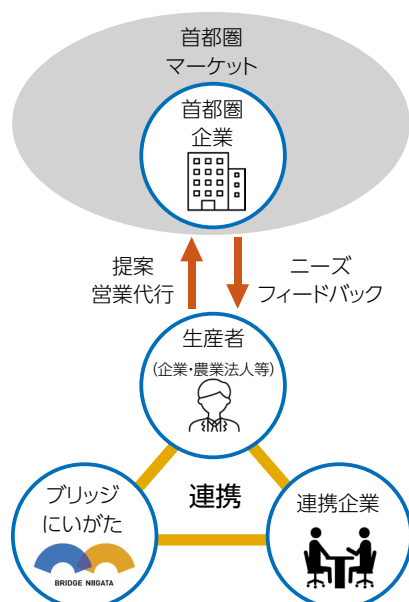 首都圏
マーケット
首都圏
企業
提案
営業代行
ニーズ
フィードバック
生産者
(企業・農業法人等)
連携
ブリッジ
にいがた
BRIDGE NIIGATA
連携企業